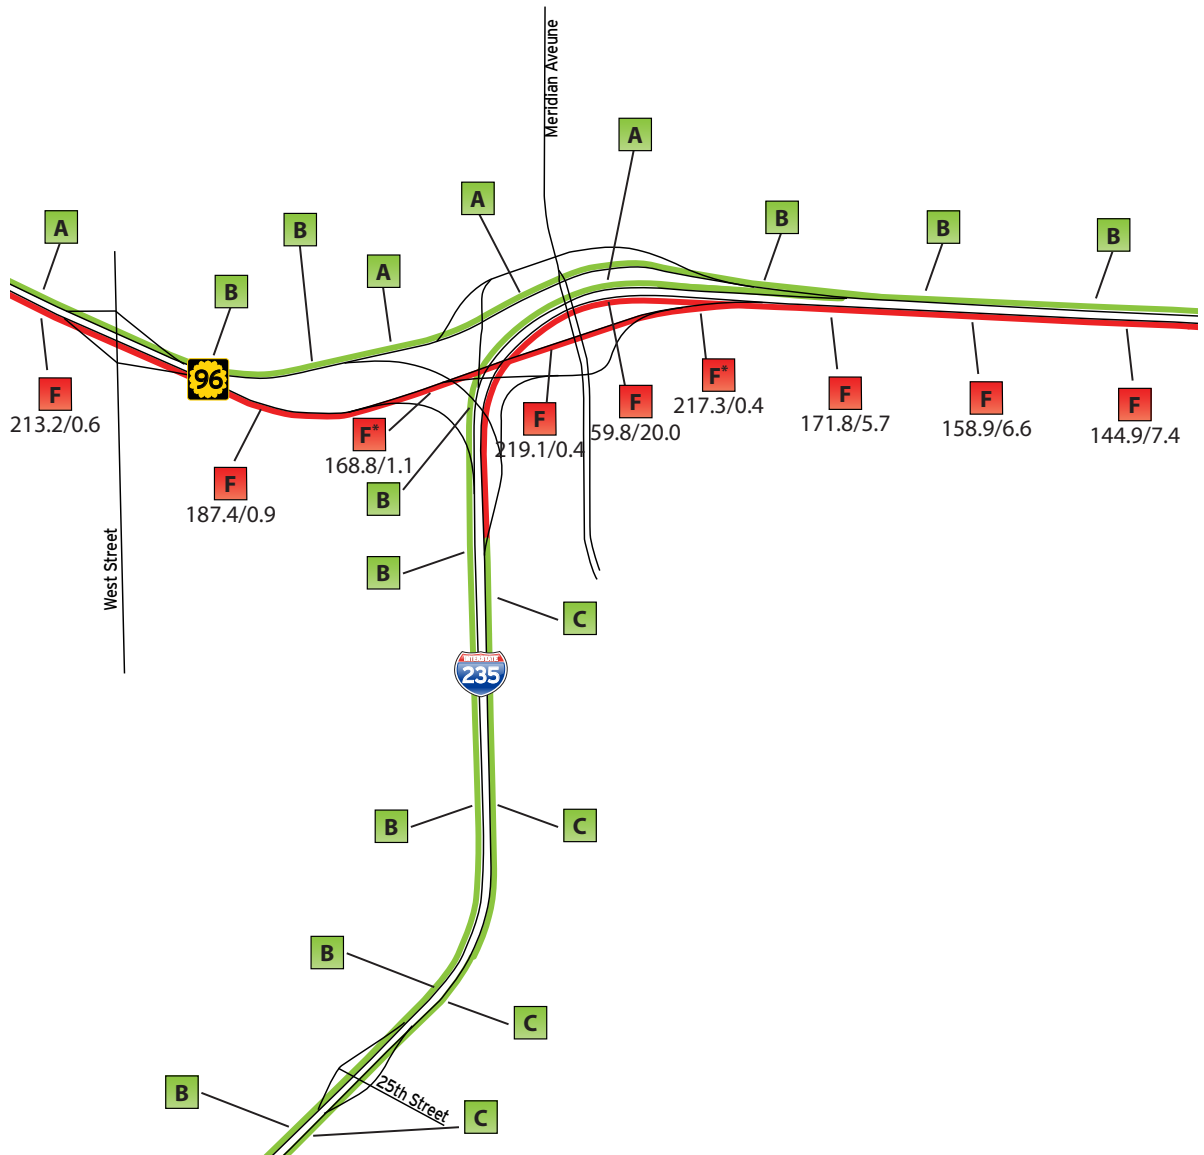 Meridian Aveune
A
A
A
B
B
B
B
A
B
96
F
213.2/0.6
F
187.4/0.9
F*
168.8/1.1
F
219.1/0.4
F
59.8/20.0
F*
217.3/0.4
F
171.8/5.7
F
158.9/6.6
F
144.9/7.4
B
West Street
B
C
INTERSTATE
235
B
C
B
C
B
25th Street
C